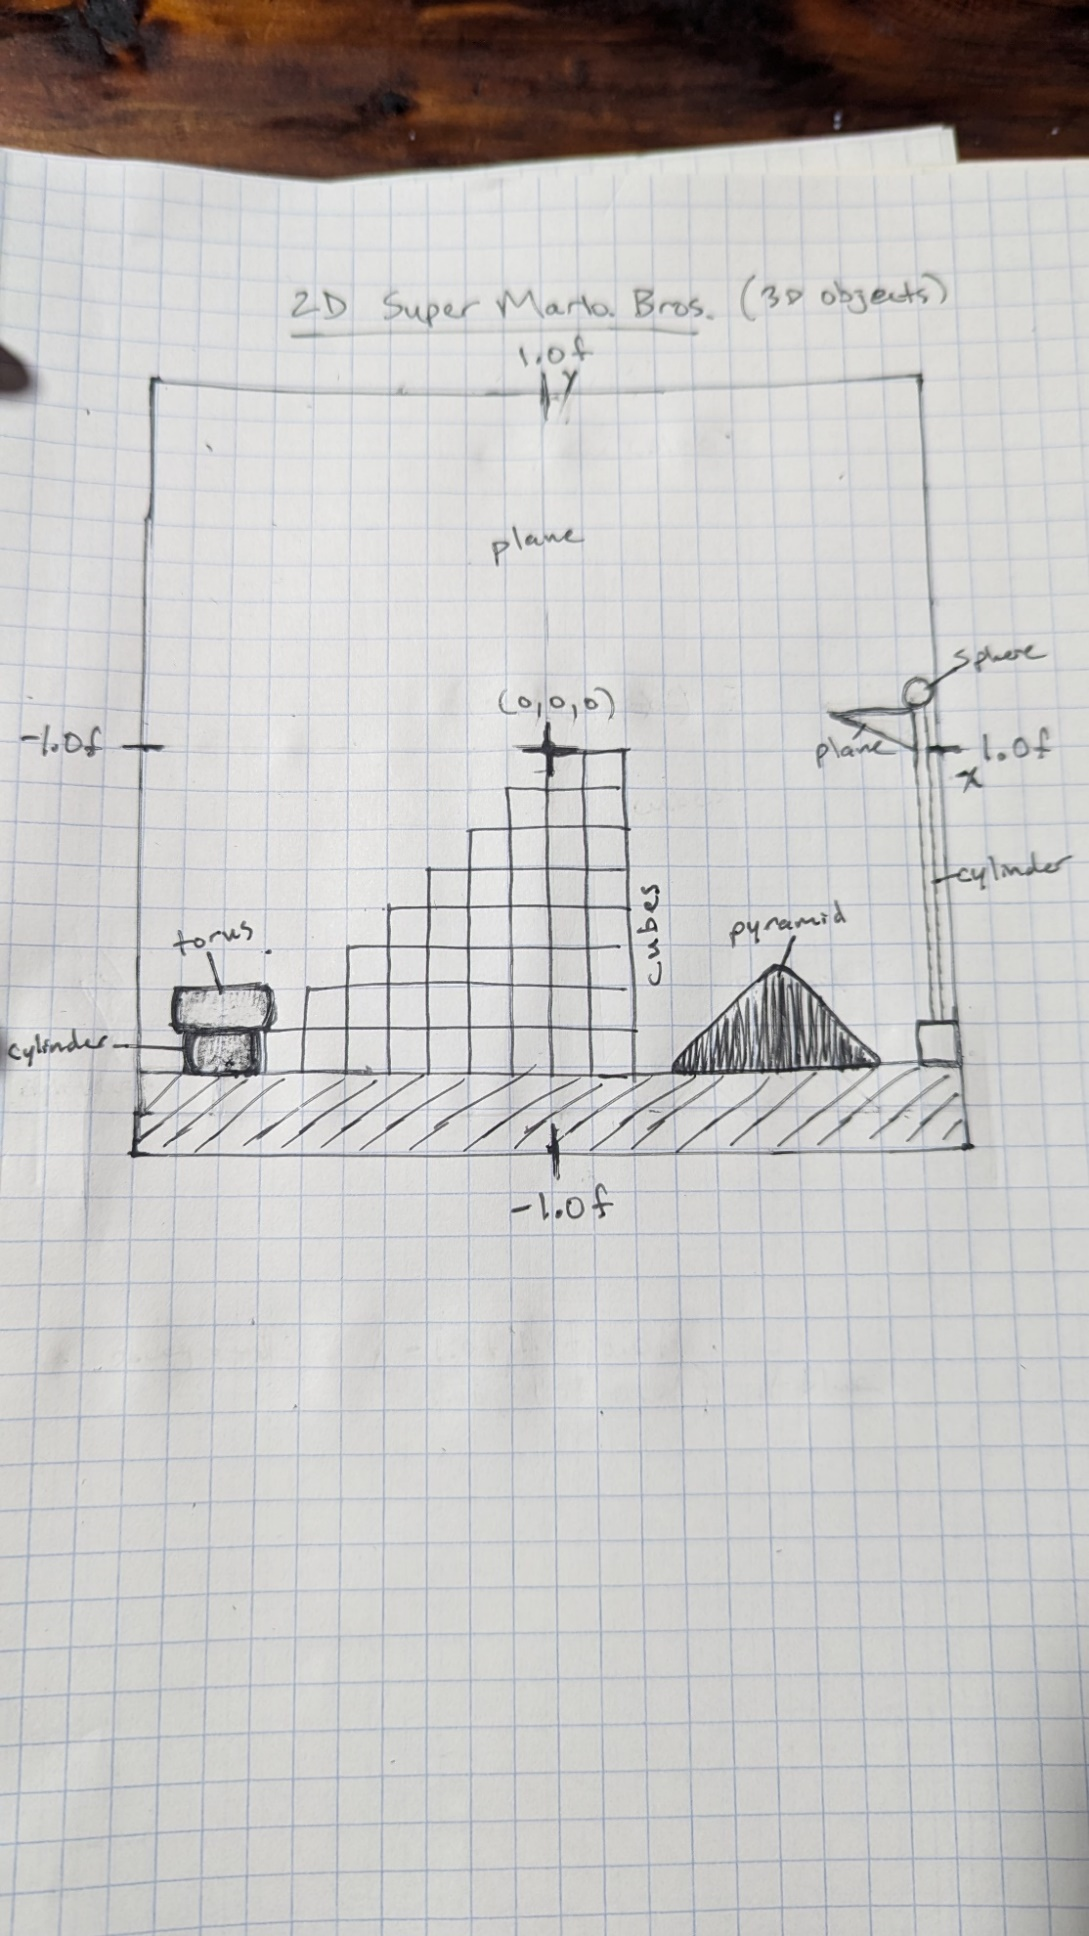 2D Super Mario Bros. (3D objects)
1.0f
y
plane
sphere
(0,0,0)
-1.0f
plane
1.0f
x
cylinder
cubes
pyramid
torus
cylinder
-1.0f